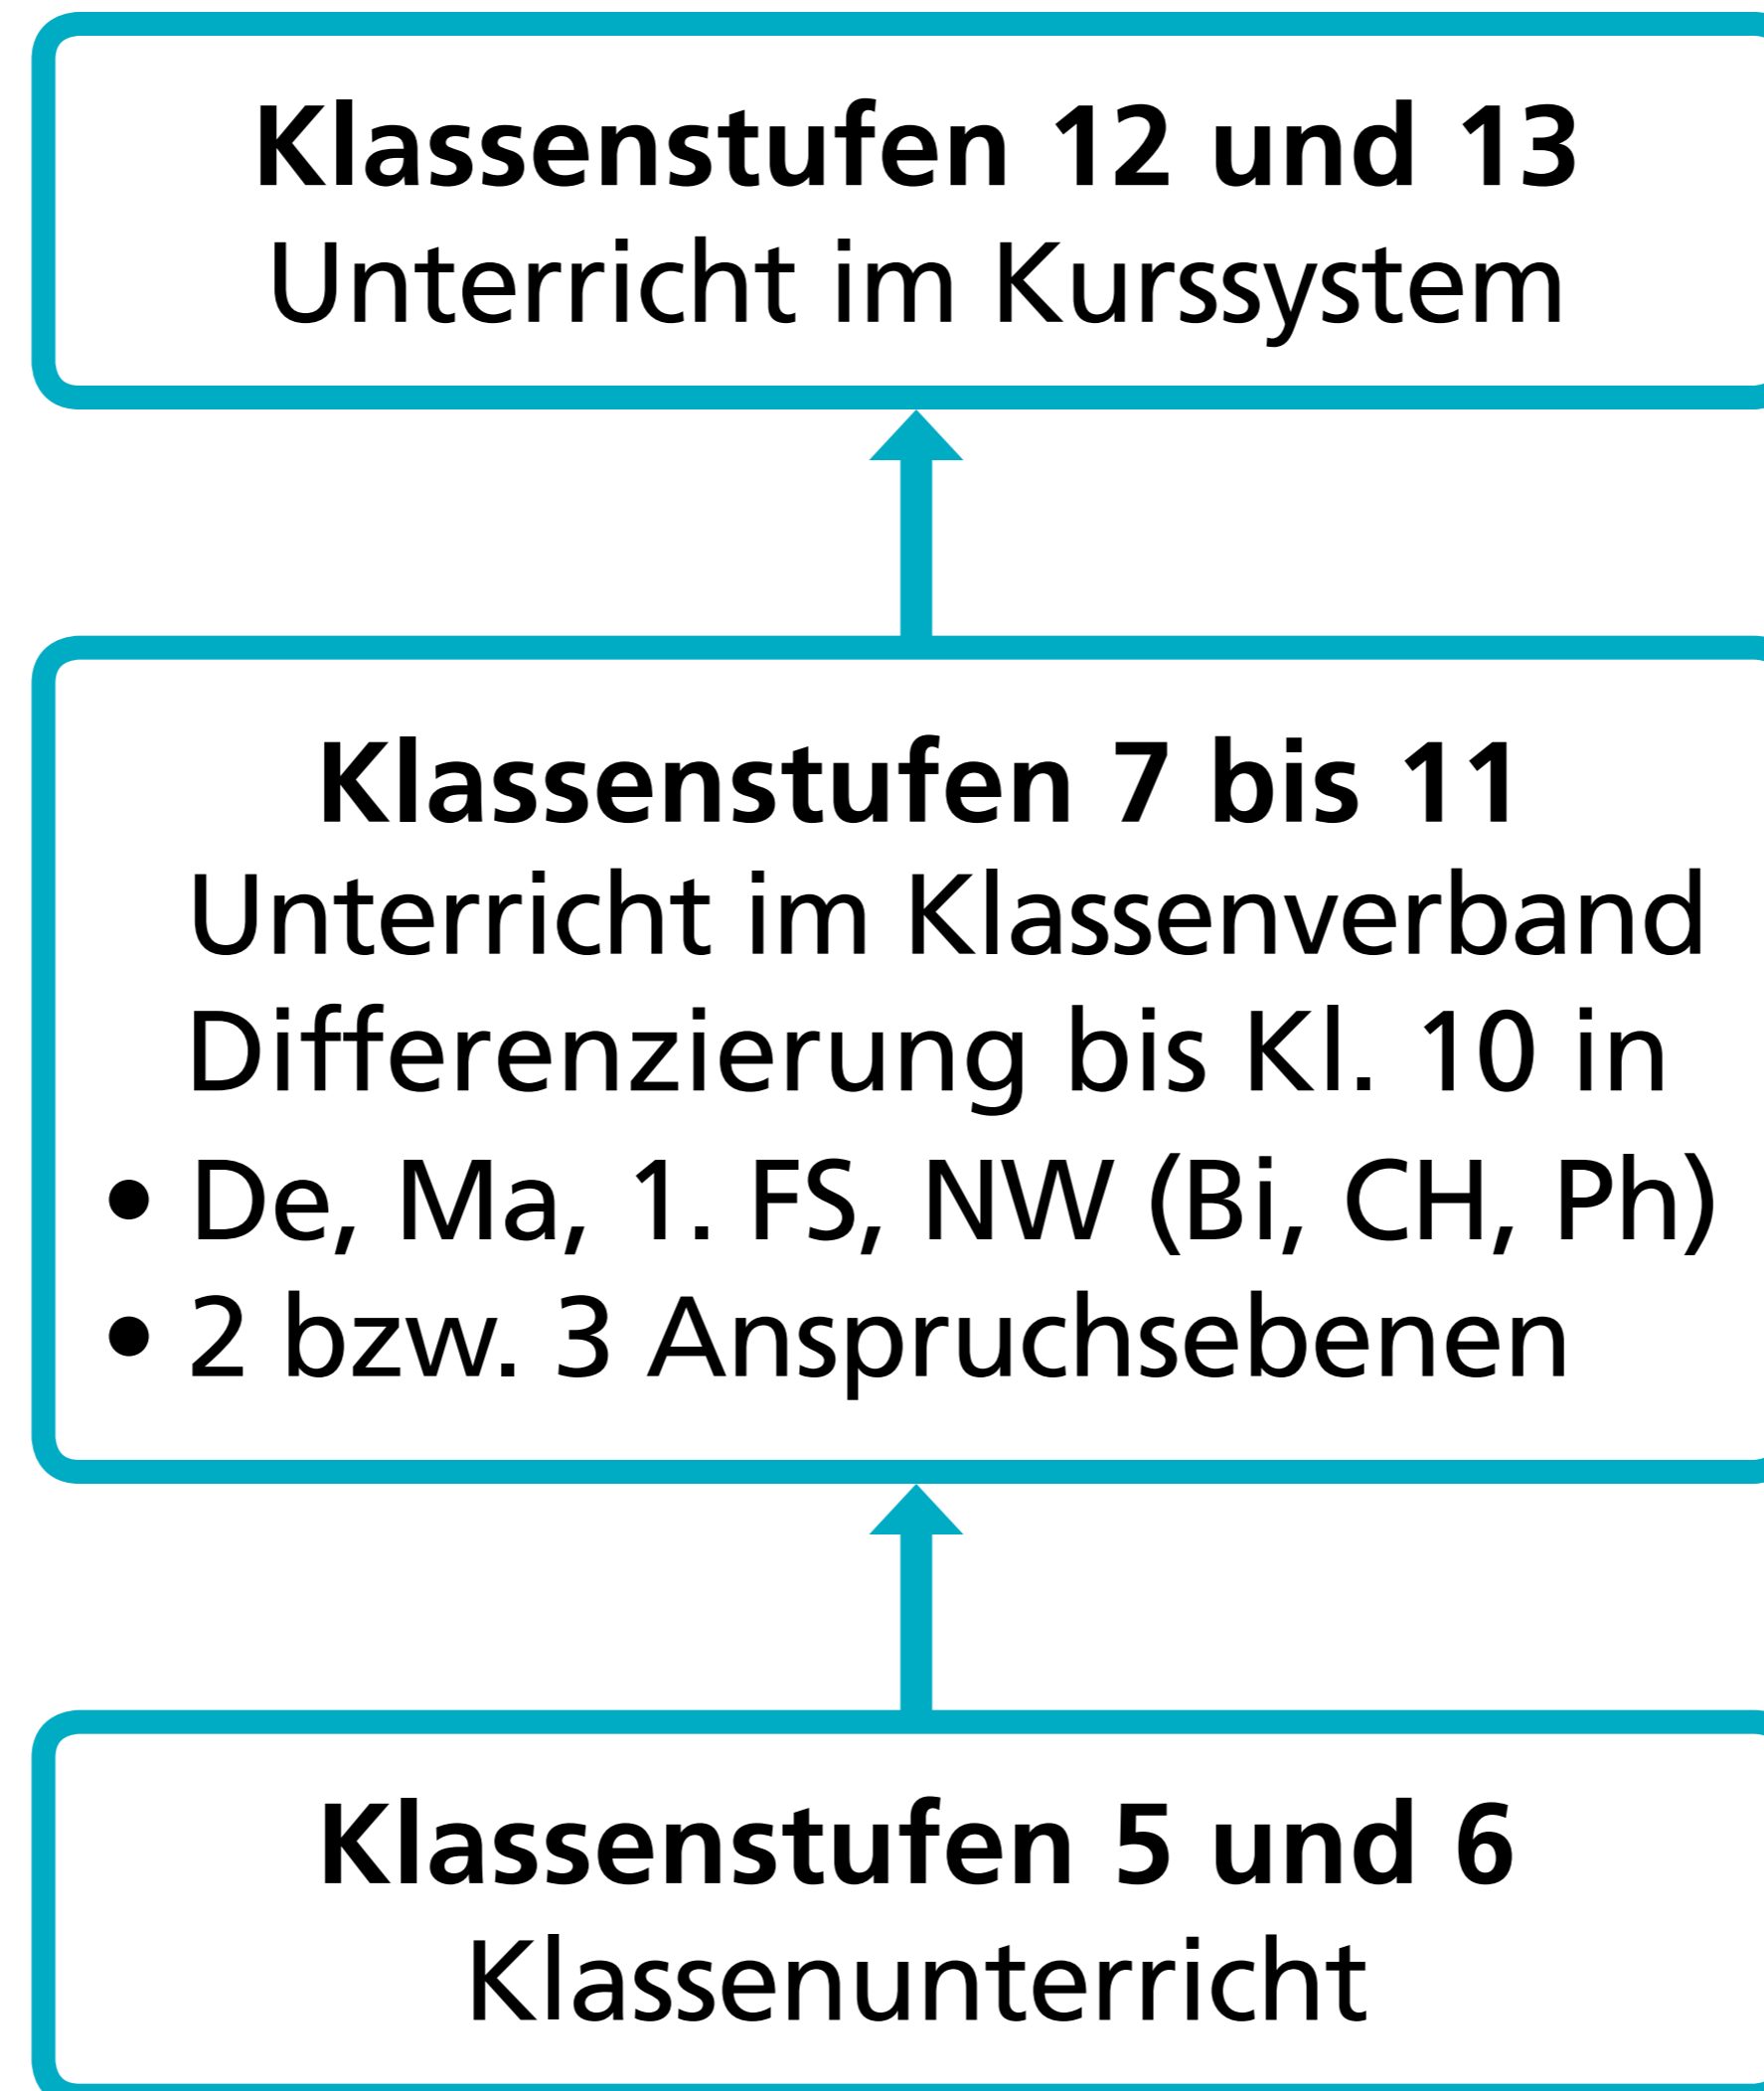 Klassenstufen 12 und 13
Unterricht im Kurssystem
Klassenstufen 7 bis 11
Unterricht im Klassenverband
Differenzierung bis Kl. 10 in
• De, Ma, 1. FS, NW (Bi, CH, Ph)
• 2 bzw. 3 Anspruchsebenen
Klassenstufen 5 und 6
Klassenunterricht